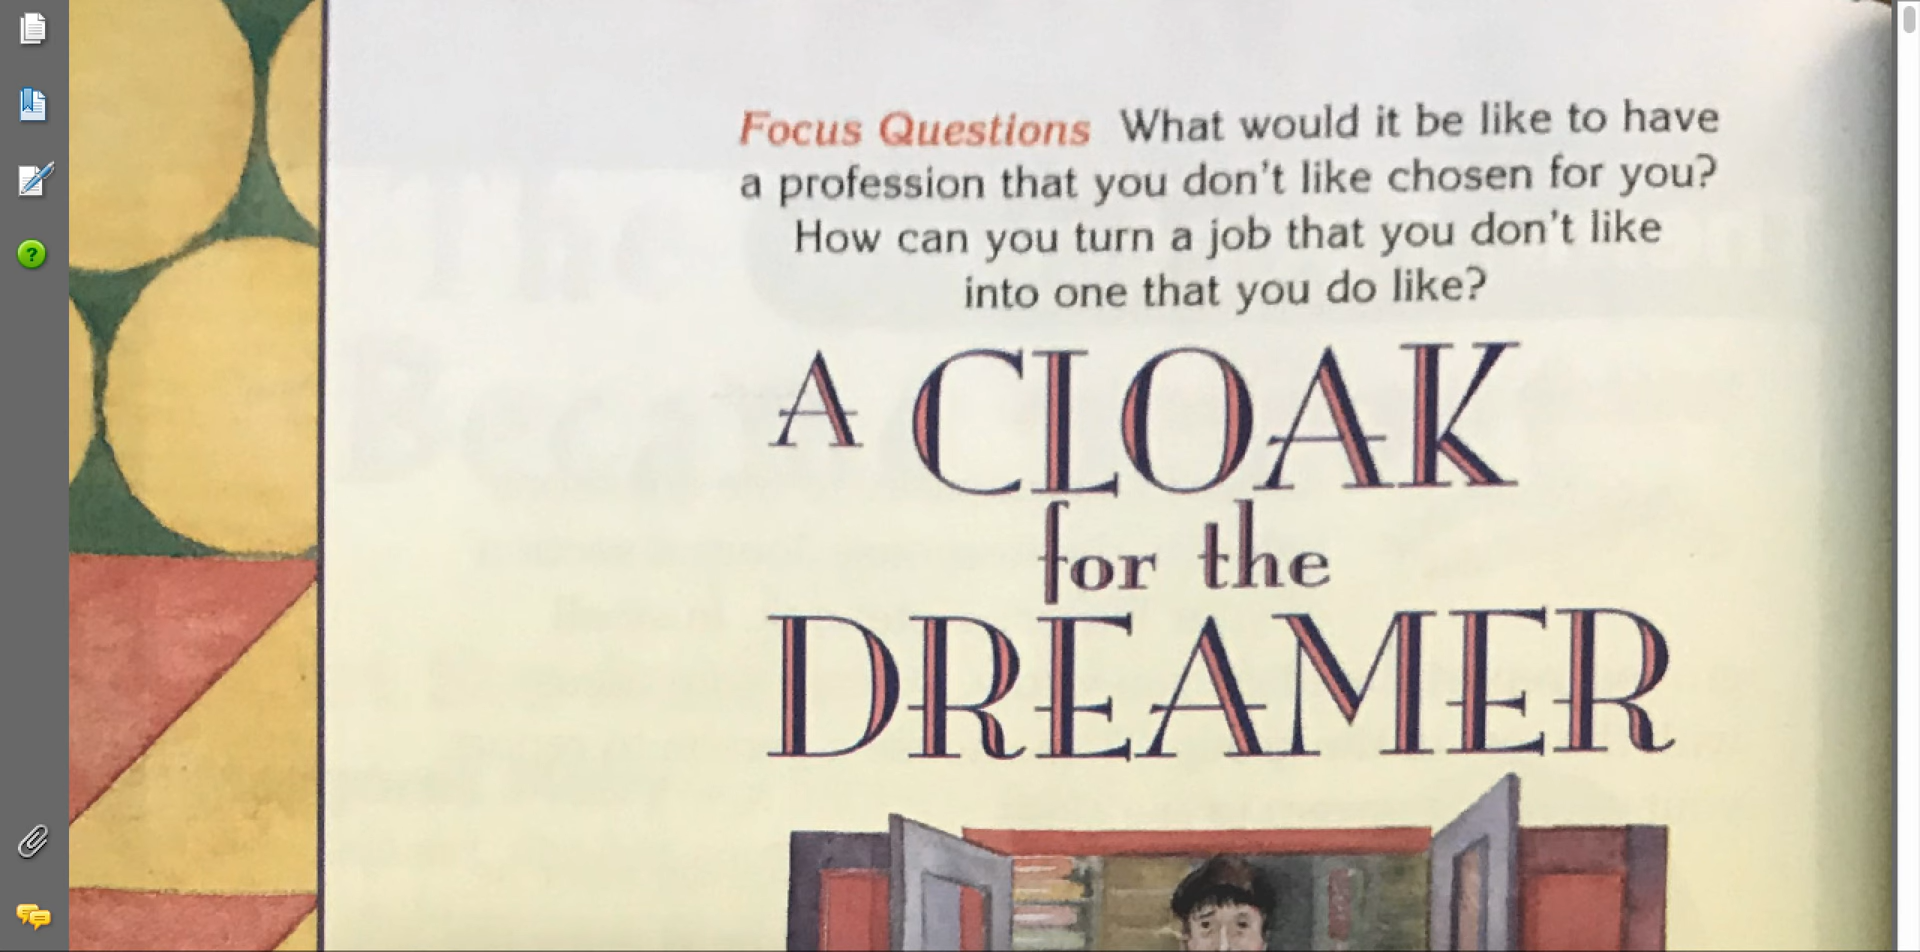 Focus Questions What would it be like to have
a profession that you don't like chosen for you?
How can you turn a job that you don't like
into one that you do like?
A CLOAK
for the
DREAMER